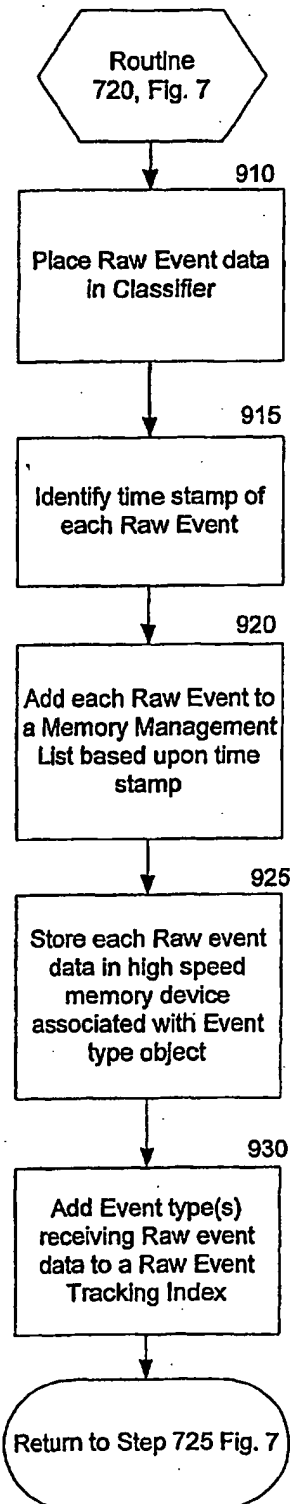 Routine
720, Fig. 7
910
Place Raw Event data
in Classifier
915
Identify time stamp of
each Raw Event
920
Add each Raw Event to
a Memory Management
List based upon time
stamp
925
Store each Raw event
data in high speed
memory device
associated with Event
type object
930
Add Event type(s)
receiving Raw event
data to a Raw Event
Tracking Index
Return to Step 725 Fig. 7